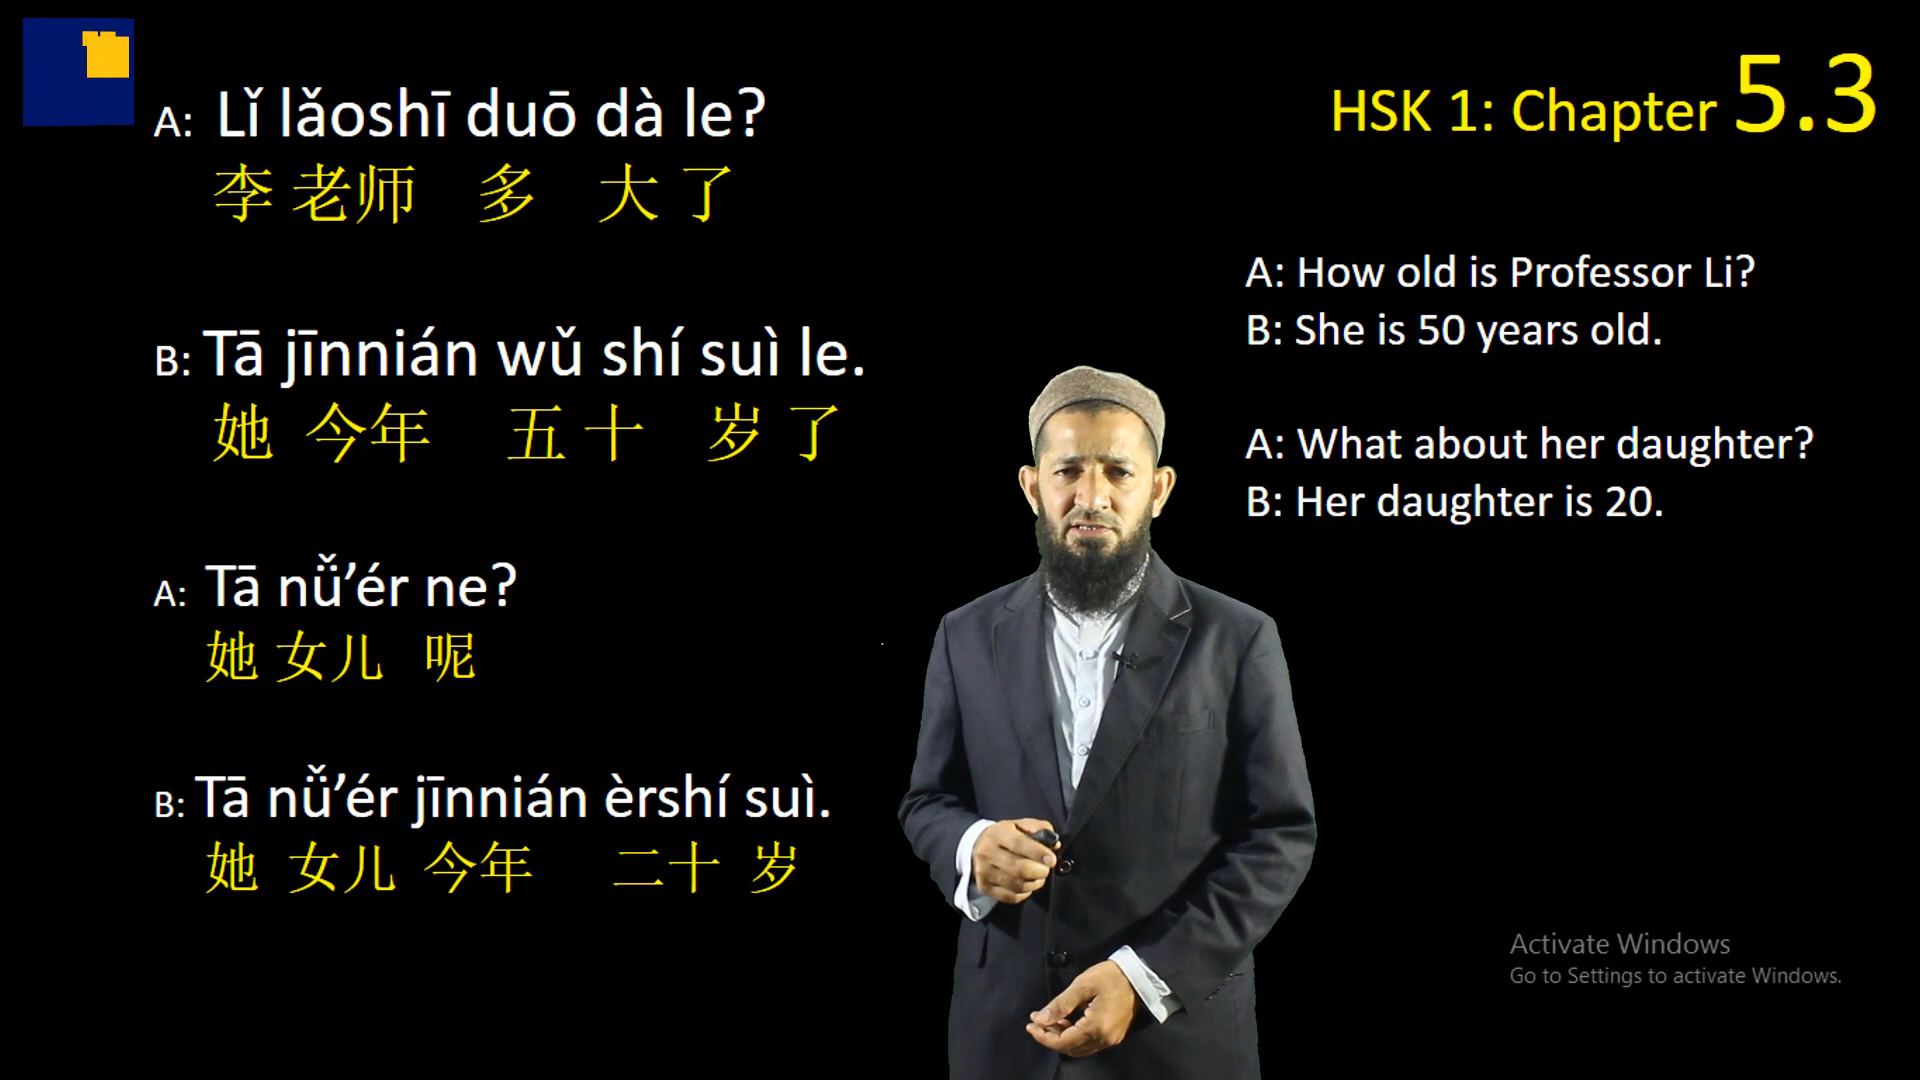 A: Lǐ lǎoshī duō dà le?
李 老师 多 大 了
B: Tā jīnnián wǔ shí suì le.
她 今年 五 十 岁 了
A: Tā nǚ’ér ne?
她 女儿 呢
B: Tā nǚ’ér jīnnián èrshí suì.
她 女儿 今年 二十 岁
HSK 1: Chapter 5.3
A: How old is Professor Li?
B: She is 50 years old.
A: What about her daughter?
B: Her daughter is 20.
Activate Windows
Go to Settings to activate Windows.